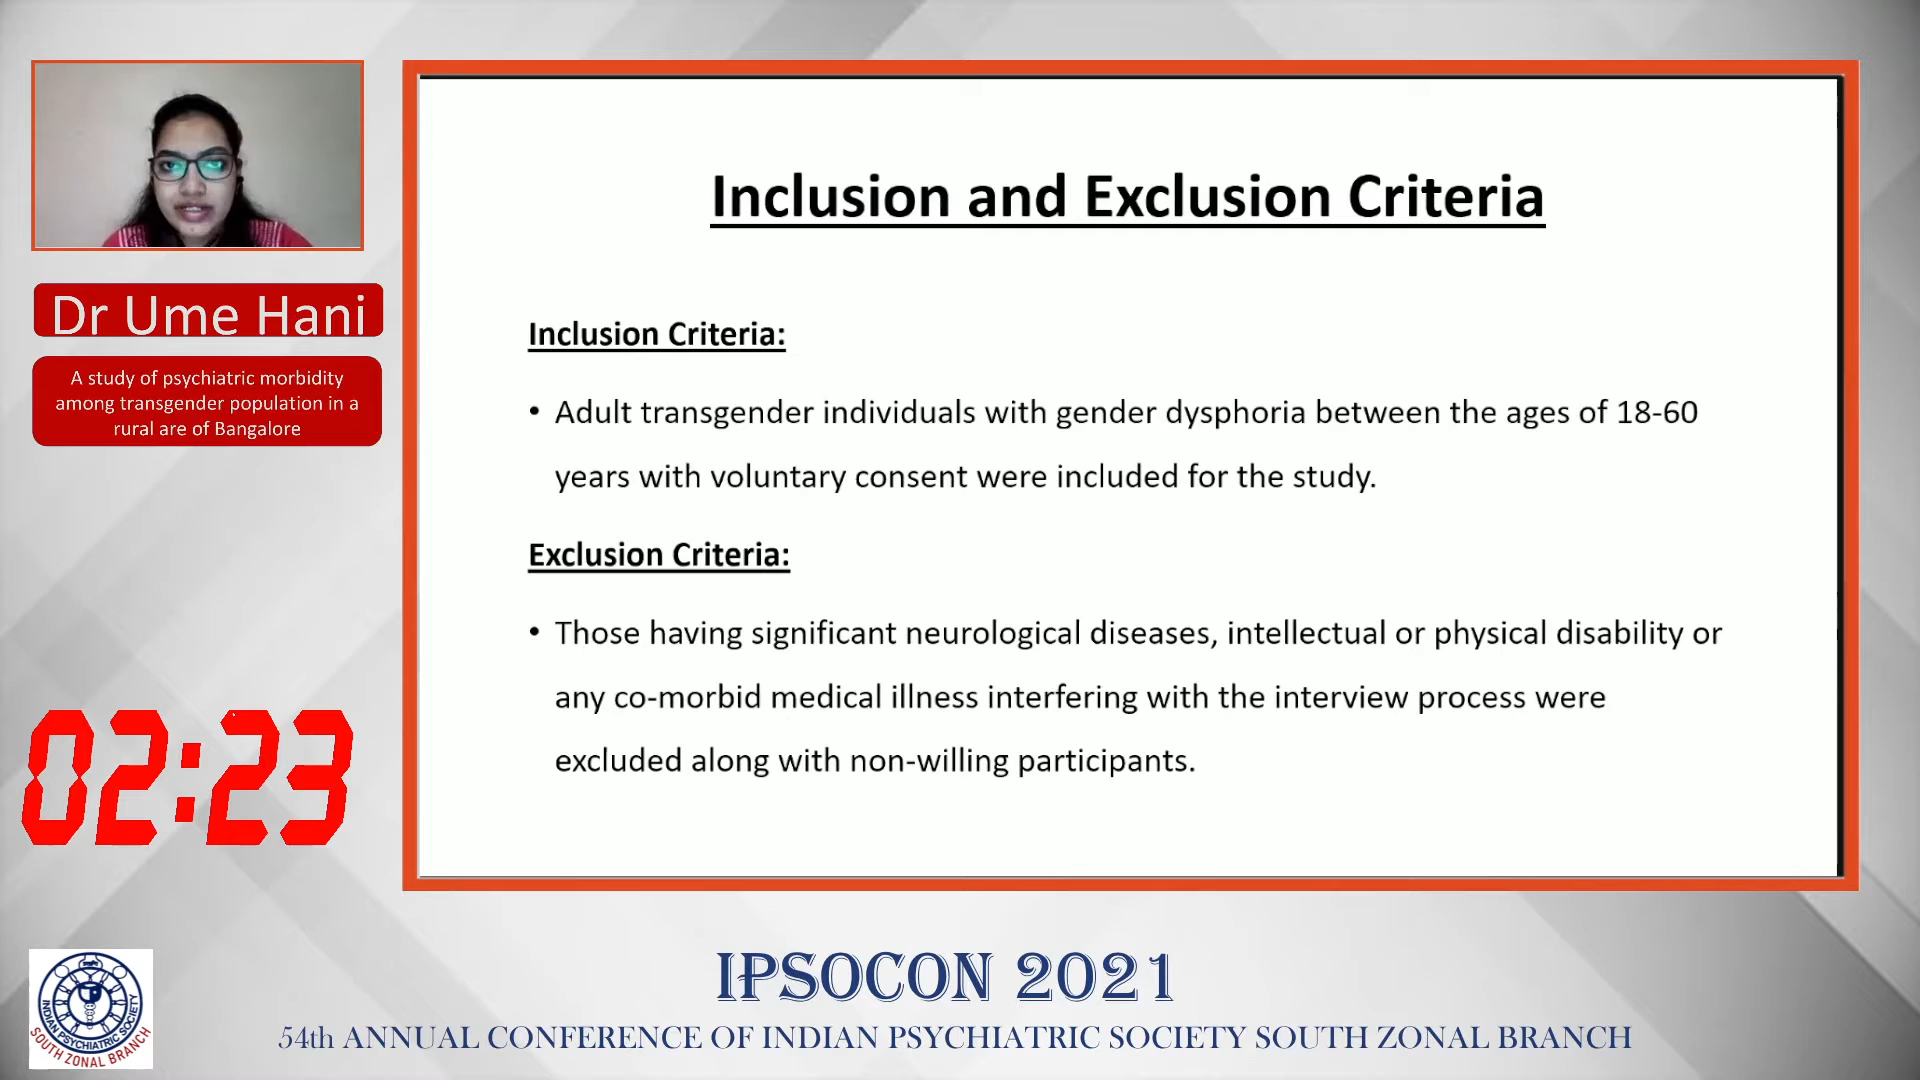 Dr Ume Hani
A study of psychiatric morbidity
among transgender population in a
rural are of Bangalore
02:23
Inclusion and Exclusion Criteria
Inclusion Criteria:
• Adult transgender individuals with gender dysphoria between the ages of 18-60
years with voluntary consent were included for the study.
Exclusion Criteria:
• Those having significant neurological diseases, intellectual or physical disability or
any co-morbid medical illness interfering with the interview process were
excluded along with non-willing participants.
INDIAN PSYCHIATRIC SOCIETY
SOUTH ZONAL BRANCH
IPSOCON 2021
54th ANNUAL CONFERENCE OF INDIAN PSYCHIATRIC SOCIETY SOUTH ZONAL BRANCH